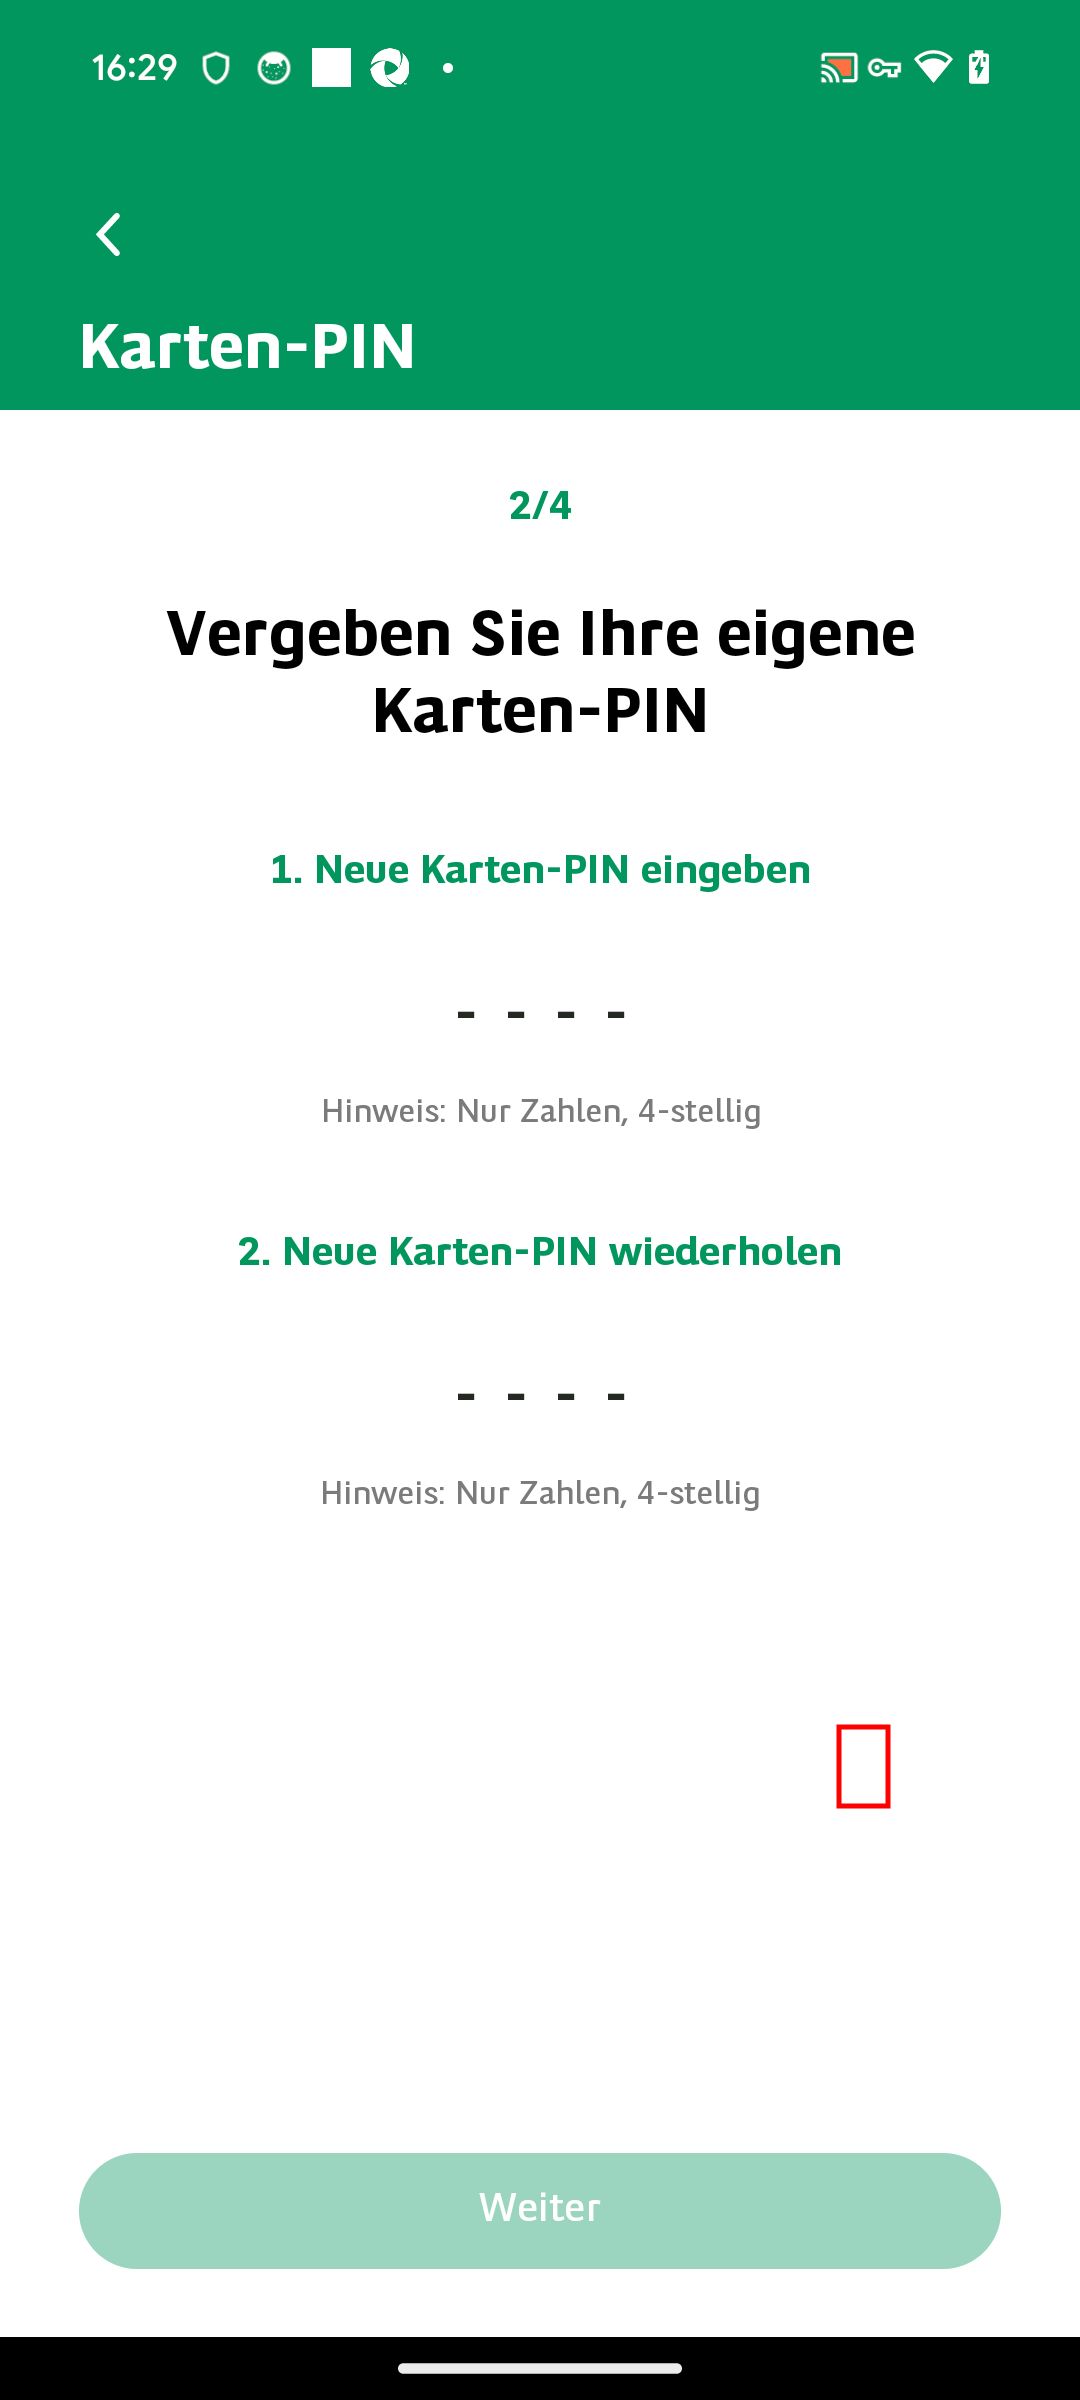 16:29
Karten-PIN
2/4
Vergeben Sie Ihre eigene
Karten-PIN
1. Neue Karten-PIN eingeben
- - - -
Hinweis: Nur Zahlen, 4-stellig
2. Neue Karten-PIN wiederholen
- - - -
Hinweis: Nur Zahlen, 4-stellig
Weiter